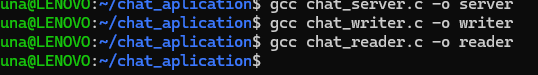 una@LENOVO:~/chat_aplication$ gcc chat_server.c -o server
una@LENOVO:~/chat_aplication$ gcc chat_writer.c -o writer
una@LENOVO:~/chat_aplication$ gcc chat_reader.c -o reader
una@LENOVO:~/chat_aplication$